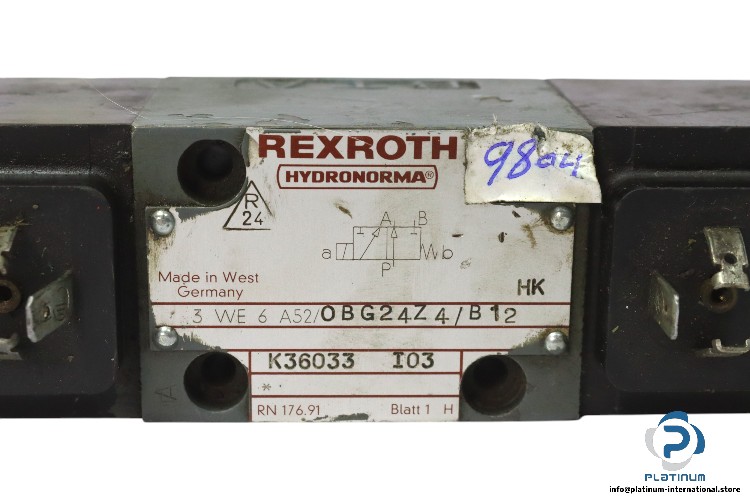 REXROTH
HYDRONORMA®
9804
R
24
A B
a b
P
Made in West
Germany
HK
3 WE 6 A52/OBG24Z4/B12
K36033 I03
*
RN 176.91 Blatt 1 H
A
P
PLATINUM
info@platinum-international.store